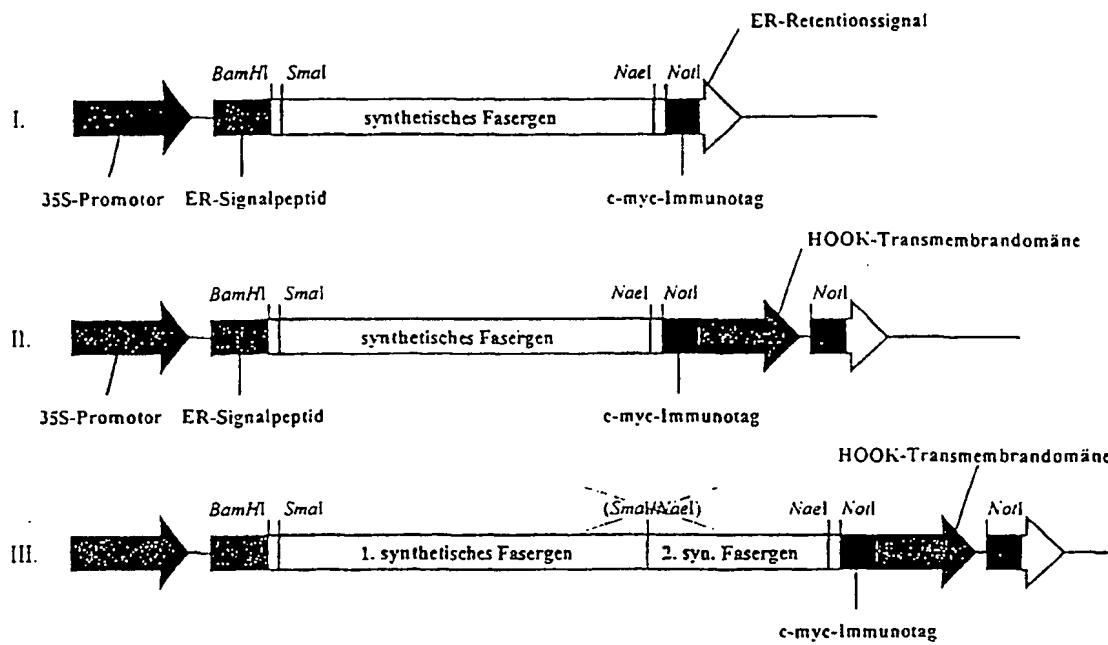 ER-Retentionssignal
BamHI SmaI NaeI NotI
I. synthetisches Fasergen
35S-Promotor ER-Signalpeptid c-myc-Immunotag
HOOK-Transmembrandomäne
BamHI SmaI NaeI NotI NotI
II. synthetisches Fasergen
35S-Promotor ER-Signalpeptid c-myc-Immunotag
HOOK-Transmembrandomäne
BamHI SmaI (SmaI/NaeI) NaeI NotI NotI
III. 1. synthetisches Fasergen 2. syn. Fasergen
c-myc-Immunotag